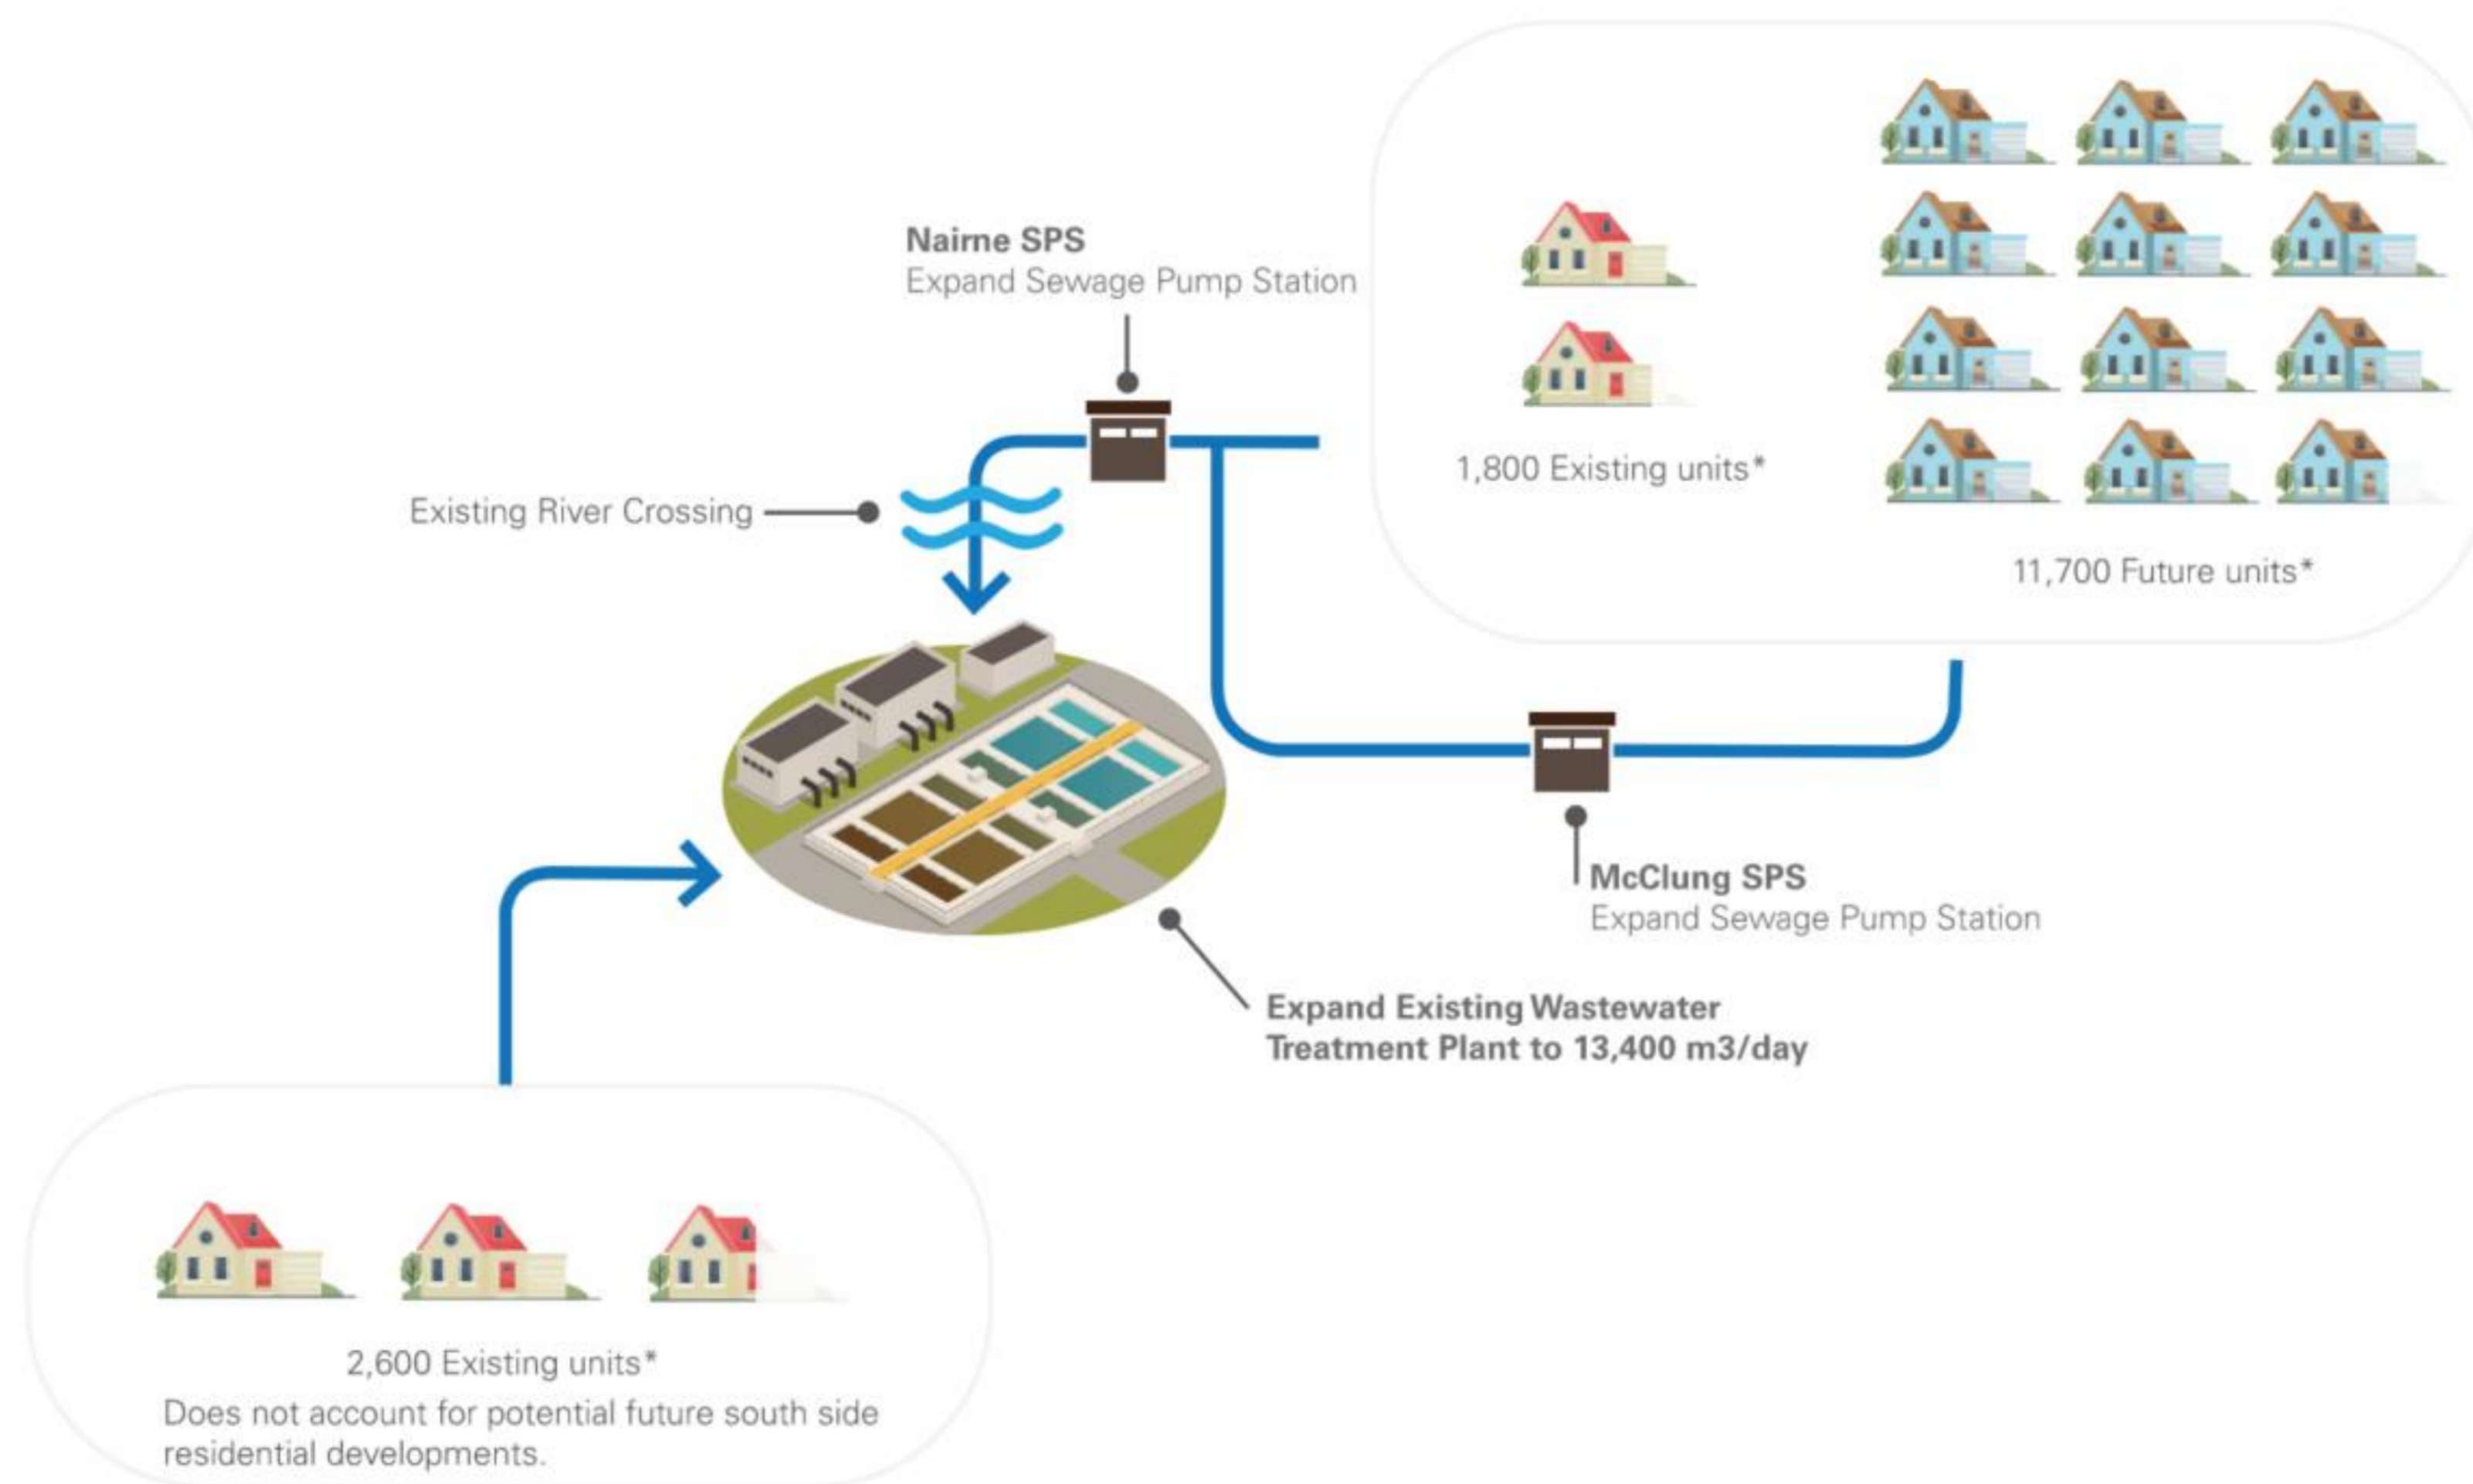 Nairne SPS
Expand Sewage Pump Station
Existing River Crossing
1,800 Existing units*
11,700 Future units*
McClung SPS
Expand Sewage Pump Station
Expand Existing Wastewater
Treatment Plant to 13,400 m3/day
2,600 Existing units*
Does not account for potential future south side
residential developments.